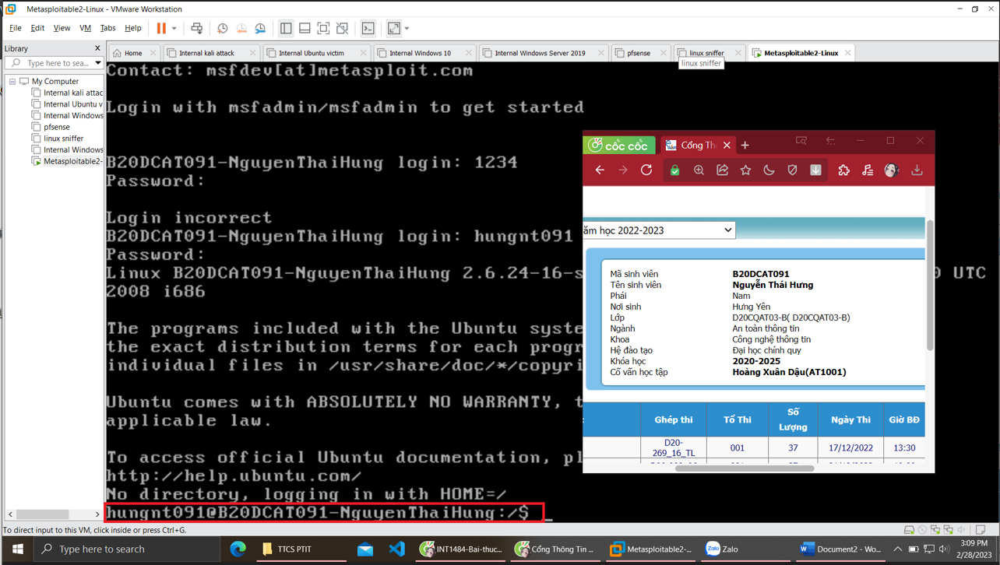 Metasploitable2-Linux - VMware Workstation
File Edit View VM Tabs Help
Library
Type here to sea...
My Computer
Internal kali attac
Internal Ubuntu v
Internal Windows
pfsense
linux sniffer
Internal Windows
Metasploitable2-
Home Internal kali attack Internal Ubuntu victim Internal Windows 10 Internal Windows Server 2019 pfsense linux sniffer Metasploitable2-Linux
linux sniffer
Contact: msfdev[at]metasploit.com
Login with msfadmin/msfadmin to get started
B20DCAT091-NguyenThaiHung login: 1234
Password:
Login incorrect
B20DCAT091-NguyenThaiHung login: hungnt091
Password:
Linux B20DCAT091-NguyenThaiHung 2.6.24-16-s UTC
2008 i686
The programs included with the Ubuntu syste
the exact distribution terms for each progr
individual files in /usr/share/doc/*/copyri
Ubuntu comes with ABSOLUTELY NO WARRANTY, t
applicable law.
To access official Ubuntu documentation, pl
http://help.ubuntu.com/
No directory, logging in with HOME=/
hungnt091@B20DCAT091-NguyenThaiHung:/$ _
cốc cốc Cổng Th
ăm học 2022-2023
Mã sinh viên B20DCAT091
Tên sinh viên Nguyễn Thái Hưng
Phái Nam
Nơi sinh Hưng Yên
Lớp D20CQAT03-B( D20CQAT03-B)
Ngành An toàn thông tin
Khoa Công nghệ thông tin
Hệ đào tạo Đại học chính quy
Khóa học 2020-2025
Cố vấn học tập Hoàng Xuân Dậu(AT1001)
Ghép thi Tổ Thi Số Lượng Ngày Thi Giờ BĐ
D20-269_16_TL 001 37 17/12/2022 13:30
To direct input to this VM, click inside or press Ctrl+G.
Type here to search
TTCS PTIT
INT1484-Bai-thuc...
Cổng Thông Tin ...
Metasploitable2-...
Zalo
Document2 - Wo...
3:09 PM
2/28/2023